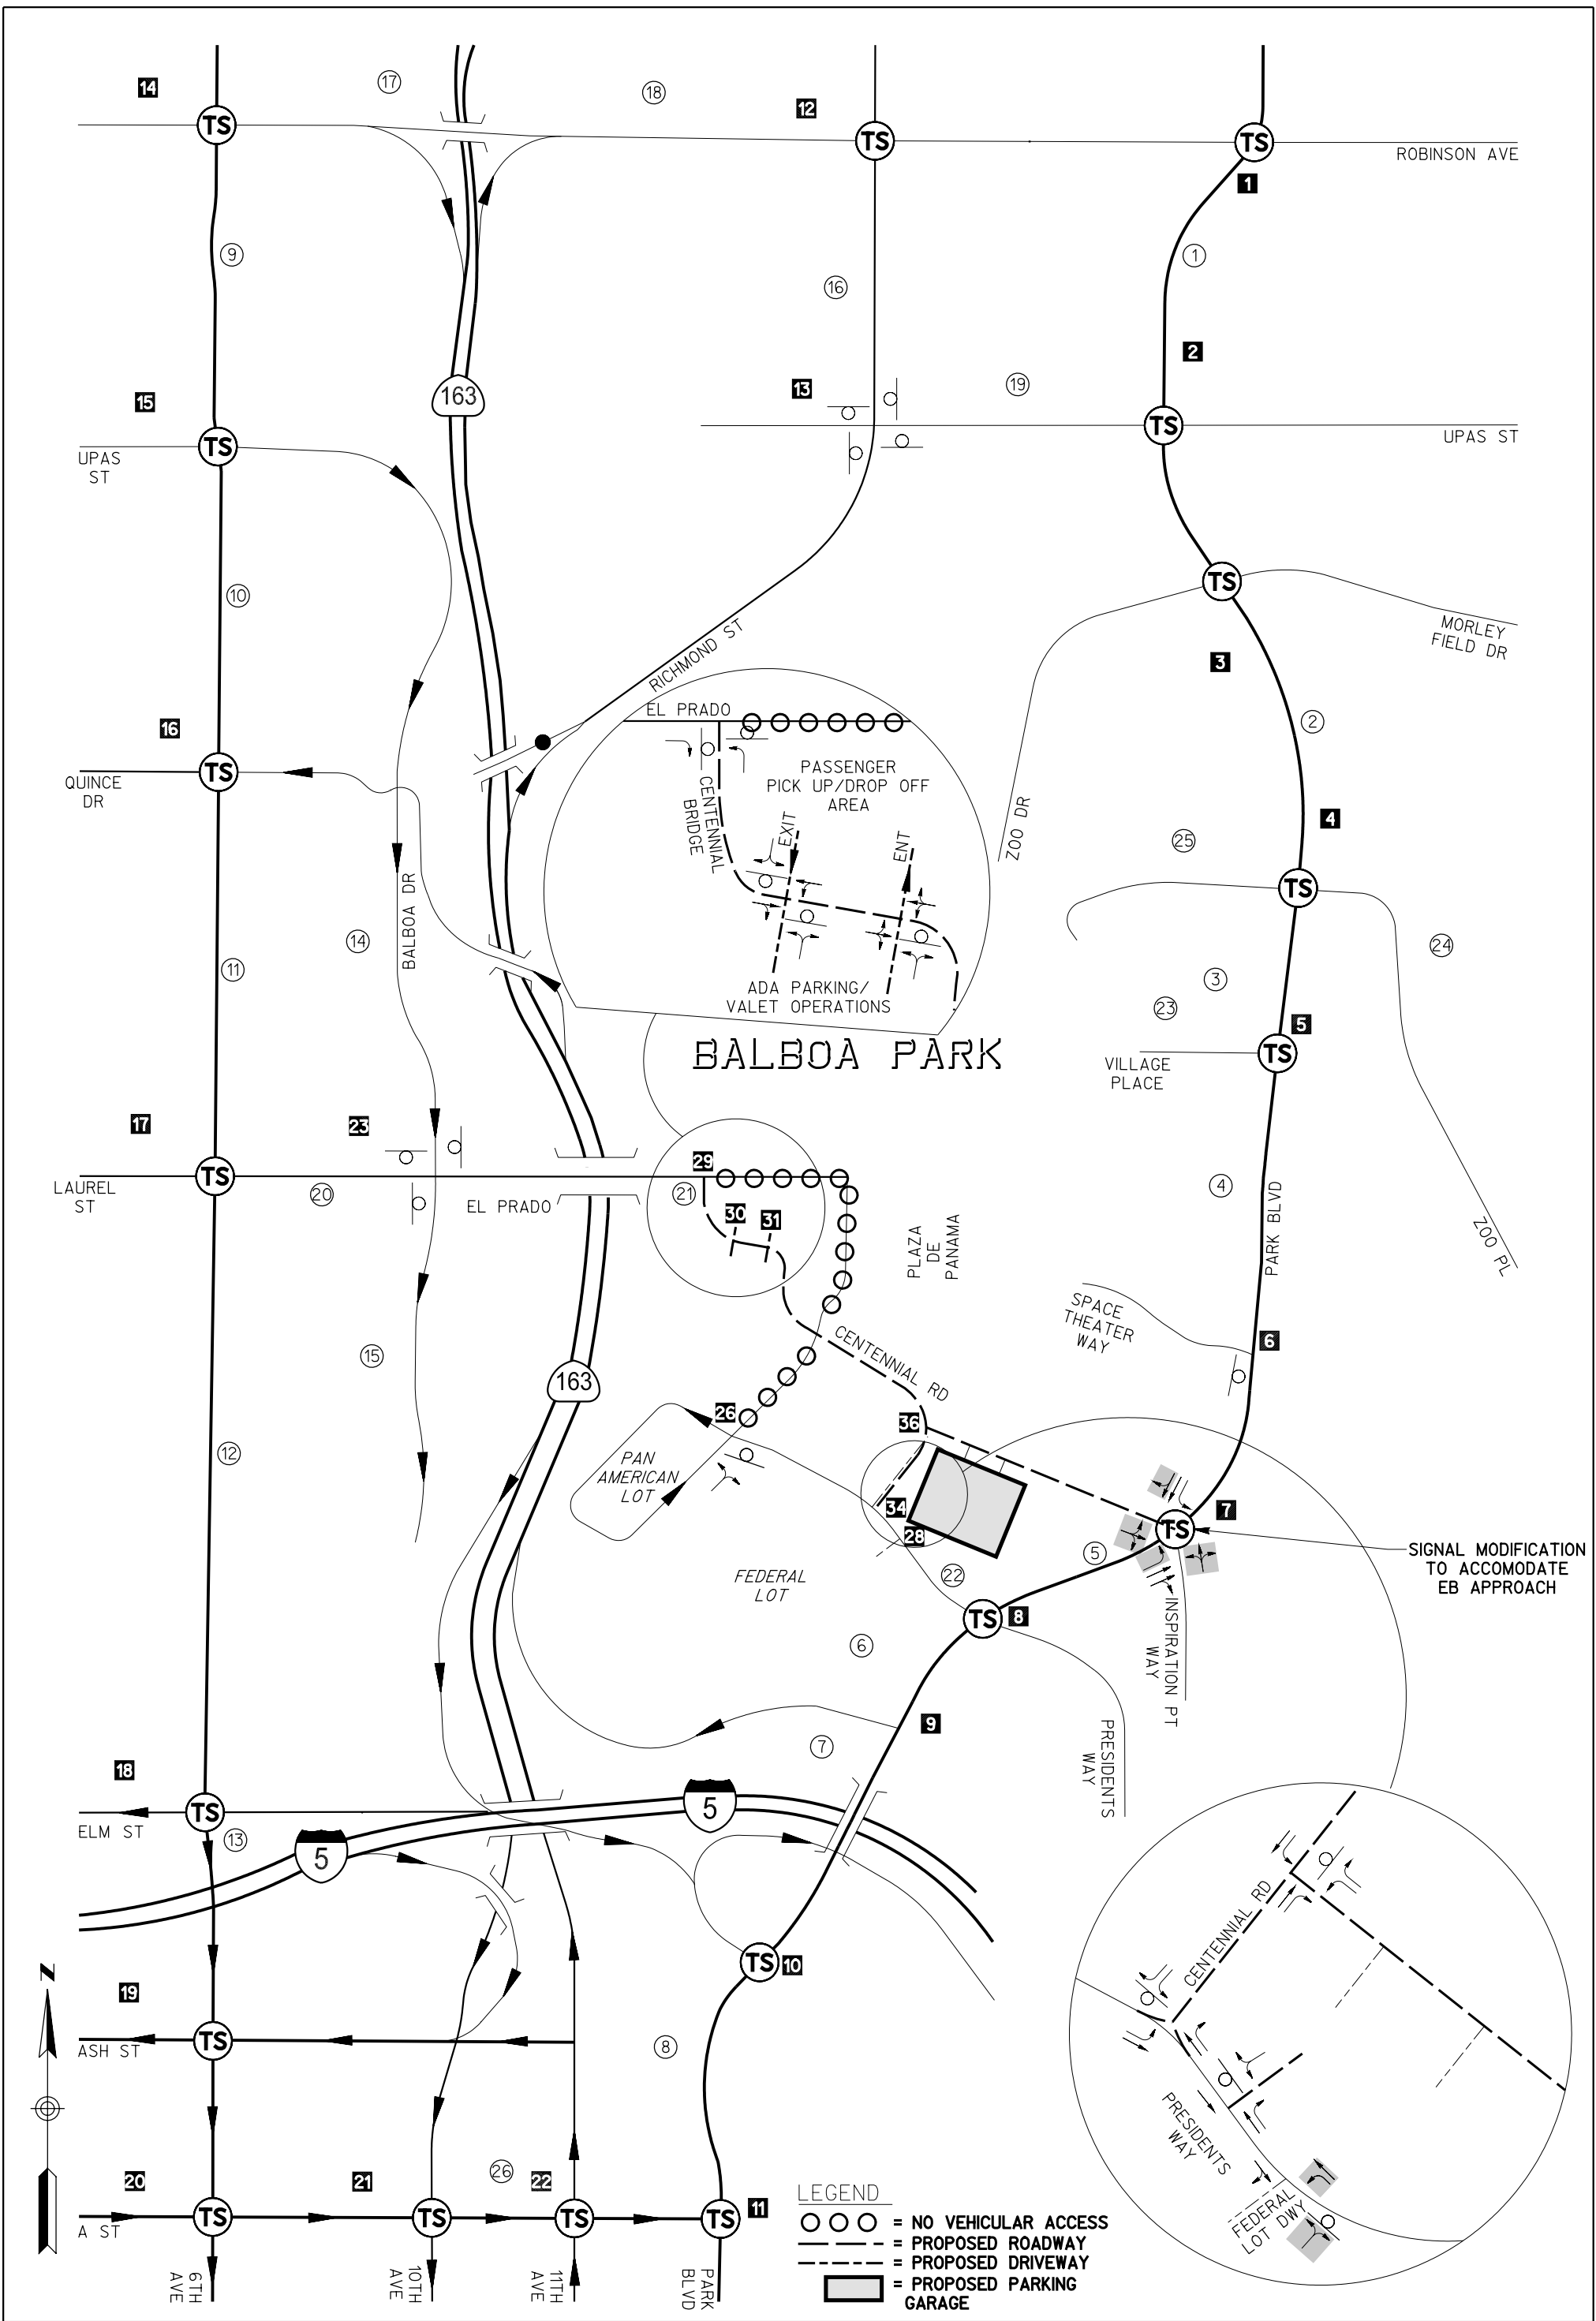 14
17
18
12
TS
TS
TS
ROBINSON AVE
1
9
1
16
2
163
13
19
15
TS
TS
UPAS
ST
UPAS ST
10
TS
MORLEY
FIELD DR
RICHMOND ST
3
2
16
TS
QUINCE
DR
EL PRADO
PASSENGER
PICK UP/DROP OFF
AREA
CENTENNIAL
BRIDGE
EXIT
ENT
ADA PARKING/
VALET OPERATIONS
ZOO DR
4
25
TS
24
BALBOA DR
14
11
3
23
5
BALBOA PARK
TS
VILLAGE
PLACE
17
23
29
TS
LAUREL
ST
20
EL PRADO
21
30
31
PLAZA
DE
PANAMA
4
PARK BLVD
ZOO PL
SPACE
THEATER
WAY
6
15
163
CENTENNIAL RD
26
36
12
PAN
AMERICAN
LOT
34
28
7
TS
5
SIGNAL MODIFICATION
TO ACCOMODATE
EB APPROACH
FEDERAL
LOT
22
TS
8
INSPIRATION PT
WAY
6
9
PRESIDENTS
WAY
7
18
TS
ELM ST
13
5
5
CENTENNIAL RD
TS
10
N
19
TS
ASH ST
8
PRESIDENTS
WAY
FEDERAL
LOT DWY
20
21
26
22
11
TS
TS
TS
TS
A ST
6TH
AVE
10TH
AVE
11TH
AVE
PARK
BLVD
LEGEND
= NO VEHICULAR ACCESS
= PROPOSED ROADWAY
= PROPOSED DRIVEWAY
= PROPOSED PARKING
GARAGE